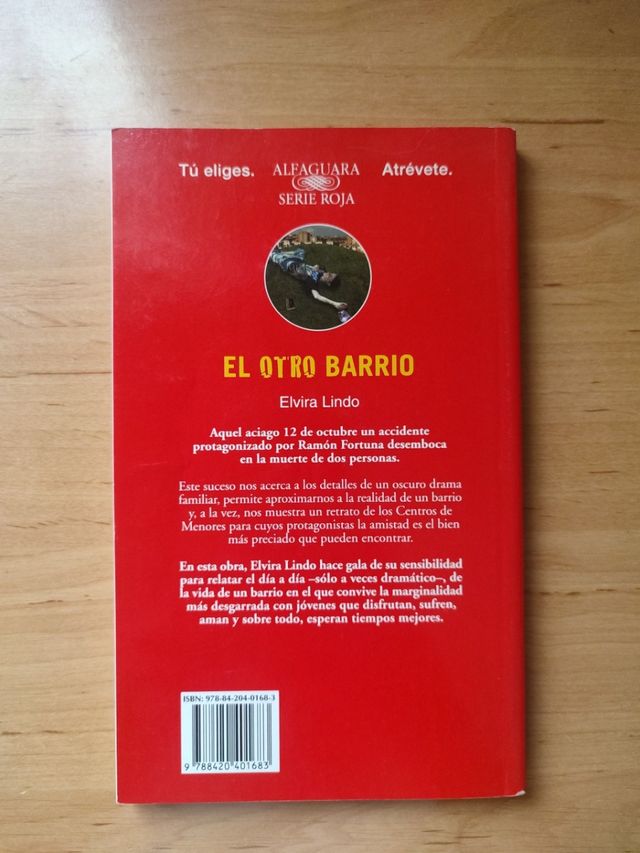 Tú eliges. ALFAGUARA Atrévete.
SERIE ROJA
EL OTRO BARRIO
Elvira Lindo
Aquel aciago 12 de octubre un accidente
protagonizado por Ramón Fortuna desemboca
en la muerte de dos personas.
Este suceso nos acerca a los detalles de un oscuro drama
familiar, permite aproximarnos a la realidad de un barrio
y, a la vez, nos muestra un retrato de los Centros de
Menores para cuyos protagonistas la amistad es el bien
más preciado que pueden encontrar.
En esta obra, Elvira Lindo hace gala de su sensibilidad
para relatar el día a día –sólo a veces dramático–, de
la vida de un barrio en el que convive la marginalidad
más desgarrada con jóvenes que disfrutan, sufren,
aman y sobre todo, esperan tiempos mejores.
ISBN: 978-84-204-0168-3
9 788420 401683